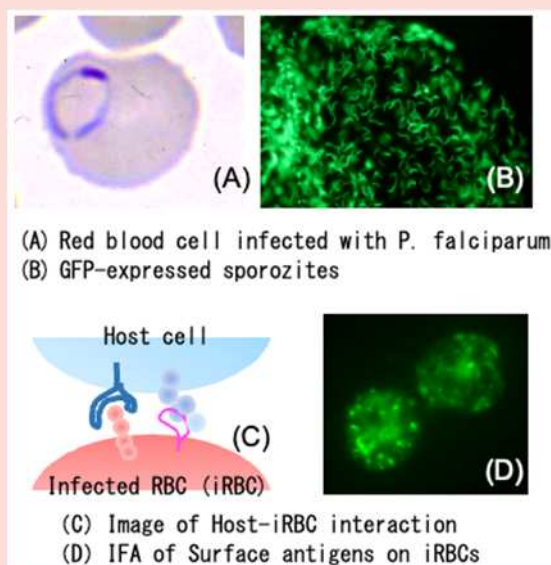 (A)
(B)
(A) Red blood cell infected with P. falciparum
(B) GFP-expressed sporozites
Host cell
(C)
Infected RBC (iRBC)
(D)
(C) Image of Host-iRBC interaction
(D) IFA of Surface antigens on iRBCs